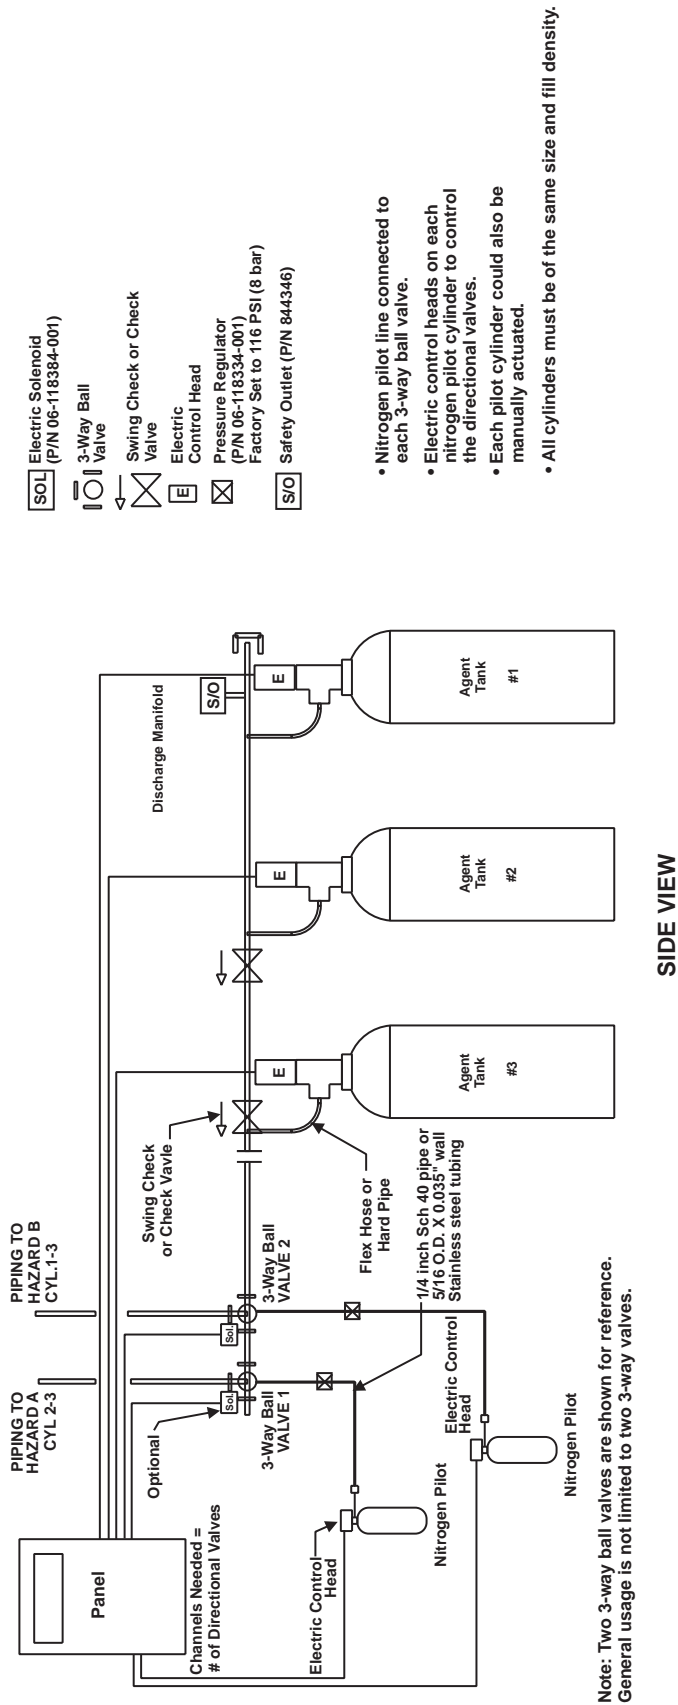 PIPING TO
HAZARD A
CYL 2-3
PIPING TO
HAZARD B
CYL.1-3
Panel
Optional
Channels Needed =
# of Directional Valves
Sol.
Sol.
3-Way Ball
VALVE 1
3-Way Ball
VALVE 2
Swing Check
or Check Vavle
Discharge Manifold
S/O
E
E
E
Flex Hose or
Hard Pipe
1/4 inch Sch 40 pipe or
5/16 O.D. X 0.035" wall
Stainless steel tubing
Electric Control
Head
Nitrogen Pilot
Electric Control
Head
Nitrogen Pilot
Agent
Tank
#3
Agent
Tank
#2
Agent
Tank
#1
SIDE VIEW
Note: Two 3-way ball valves are shown for reference.
General usage is not limited to two 3-way valves.
SOL
Electric Solenoid
(P/N 06-118384-001)
3-Way Ball
Valve
Swing Check or Check
Valve
E
Electric
Control Head
Pressure Regulator
(P/N 06-118334-001)
Factory Set to 116 PSI (8 bar)
S/O
Safety Outlet (P/N 844346)
• Nitrogen pilot line connected to
each 3-way ball valve.
• Electric control heads on each
nitrogen pilot cylinder to control
the directional valves.
• Each pilot cylinder could also be
manually actuated.
• All cylinders must be of the same size and fill density.